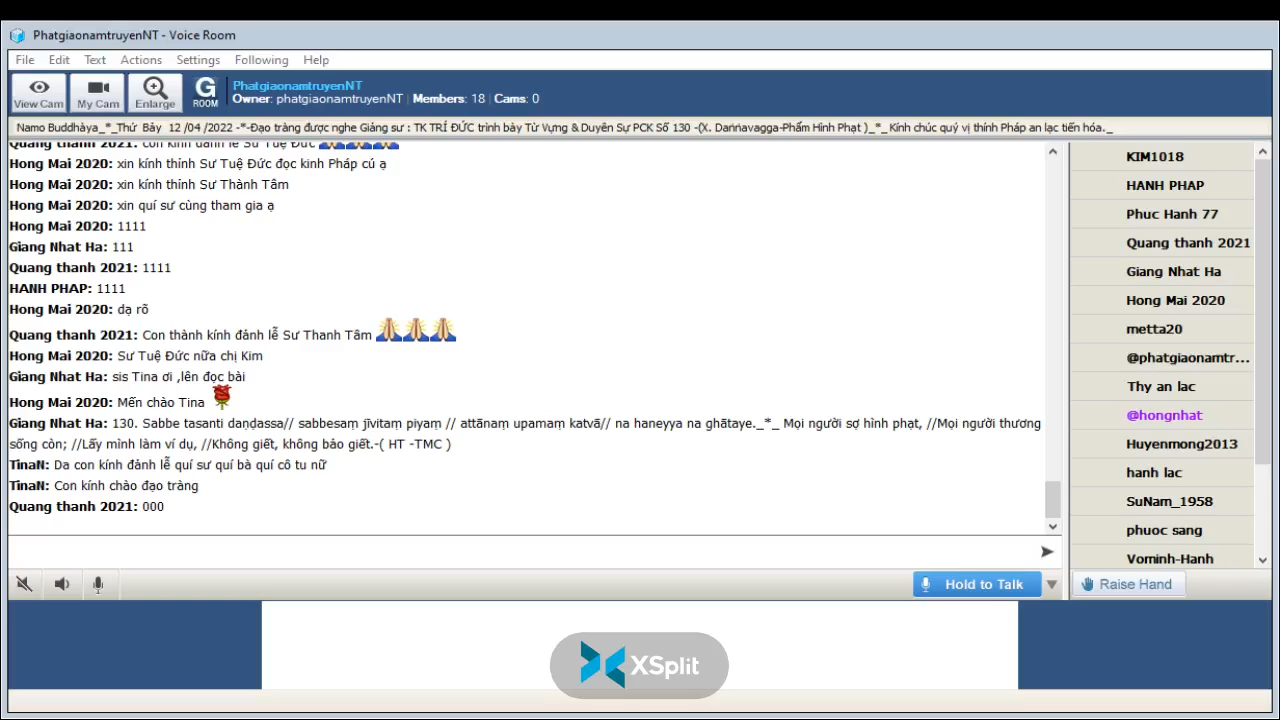 PhatgiaonamtruyenNT - Voice Room
File Edit Text Actions Settings Following Help
View Cam My Cam Enlarge G ROOM
PhatgiaonamtruyenNT
Owner: phatgiaonamtruyenNT | Members: 18 | Cams: 0
Namo Buddhàya_*_Thứ Bảy 12 /04 /2022 -*-Đạo tràng được nghe Giảng sư : TK TRÍ ĐỨC trình bày Từ Vựng & Duyên Sự PCK Số 130 -(X. Daṇṇavagga-Phẩm Hình Phạt )_*_ Kính chúc quý vị thính Pháp an lạc tiến hóa._
Quang thanh 2021: con kính đảnh lễ Sư Tuệ Đức
Hong Mai 2020: xin kính thỉnh Sư Tuệ Đức đọc kinh Pháp cú ạ
Hong Mai 2020: xin kính thỉnh Sư Thành Tâm
Hong Mai 2020: xin quí sư cùng tham gia ạ
Hong Mai 2020: 1111
Giang Nhat Ha: 111
Quang thanh 2021: 1111
HANH PHAP: 1111
Hong Mai 2020: dạ rõ
Quang thanh 2021: Con thành kính đảnh lễ Sư Thanh Tâm
Hong Mai 2020: Sư Tuệ Đức nữa chị Kim
Giang Nhat Ha: sis Tina ơi ,lên đọc bài
Hong Mai 2020: Mến chào Tina
Giang Nhat Ha: 130. Sabbe tasanti daṇḍassa// sabbesaṃ jīvitaṃ piyaṃ // attānaṃ upamaṃ katvā// na haneyya na ghātaye._*_ Mọi người sợ hình phạt, //Mọi người thương
sống còn; //Lấy mình làm ví dụ, //Không giết, không bảo giết.-( HT -TMC )
TinaN: Da con kính đảnh lễ quí sư quí bà quí cô tu nữ
TinaN: Con kính chào đạo tràng
Quang thanh 2021: 000
KIM1018
HANH PHAP
Phuc Hanh 77
Quang thanh 2021
Giang Nhat Ha
Hong Mai 2020
metta20
@phatgiaonamtr...
Thy an lac
@hongnhat
Huyenmong2013
hanh lac
SuNam_1958
phuoc sang
Vominh-Hanh
Hold to Talk
Raise Hand
XSplit